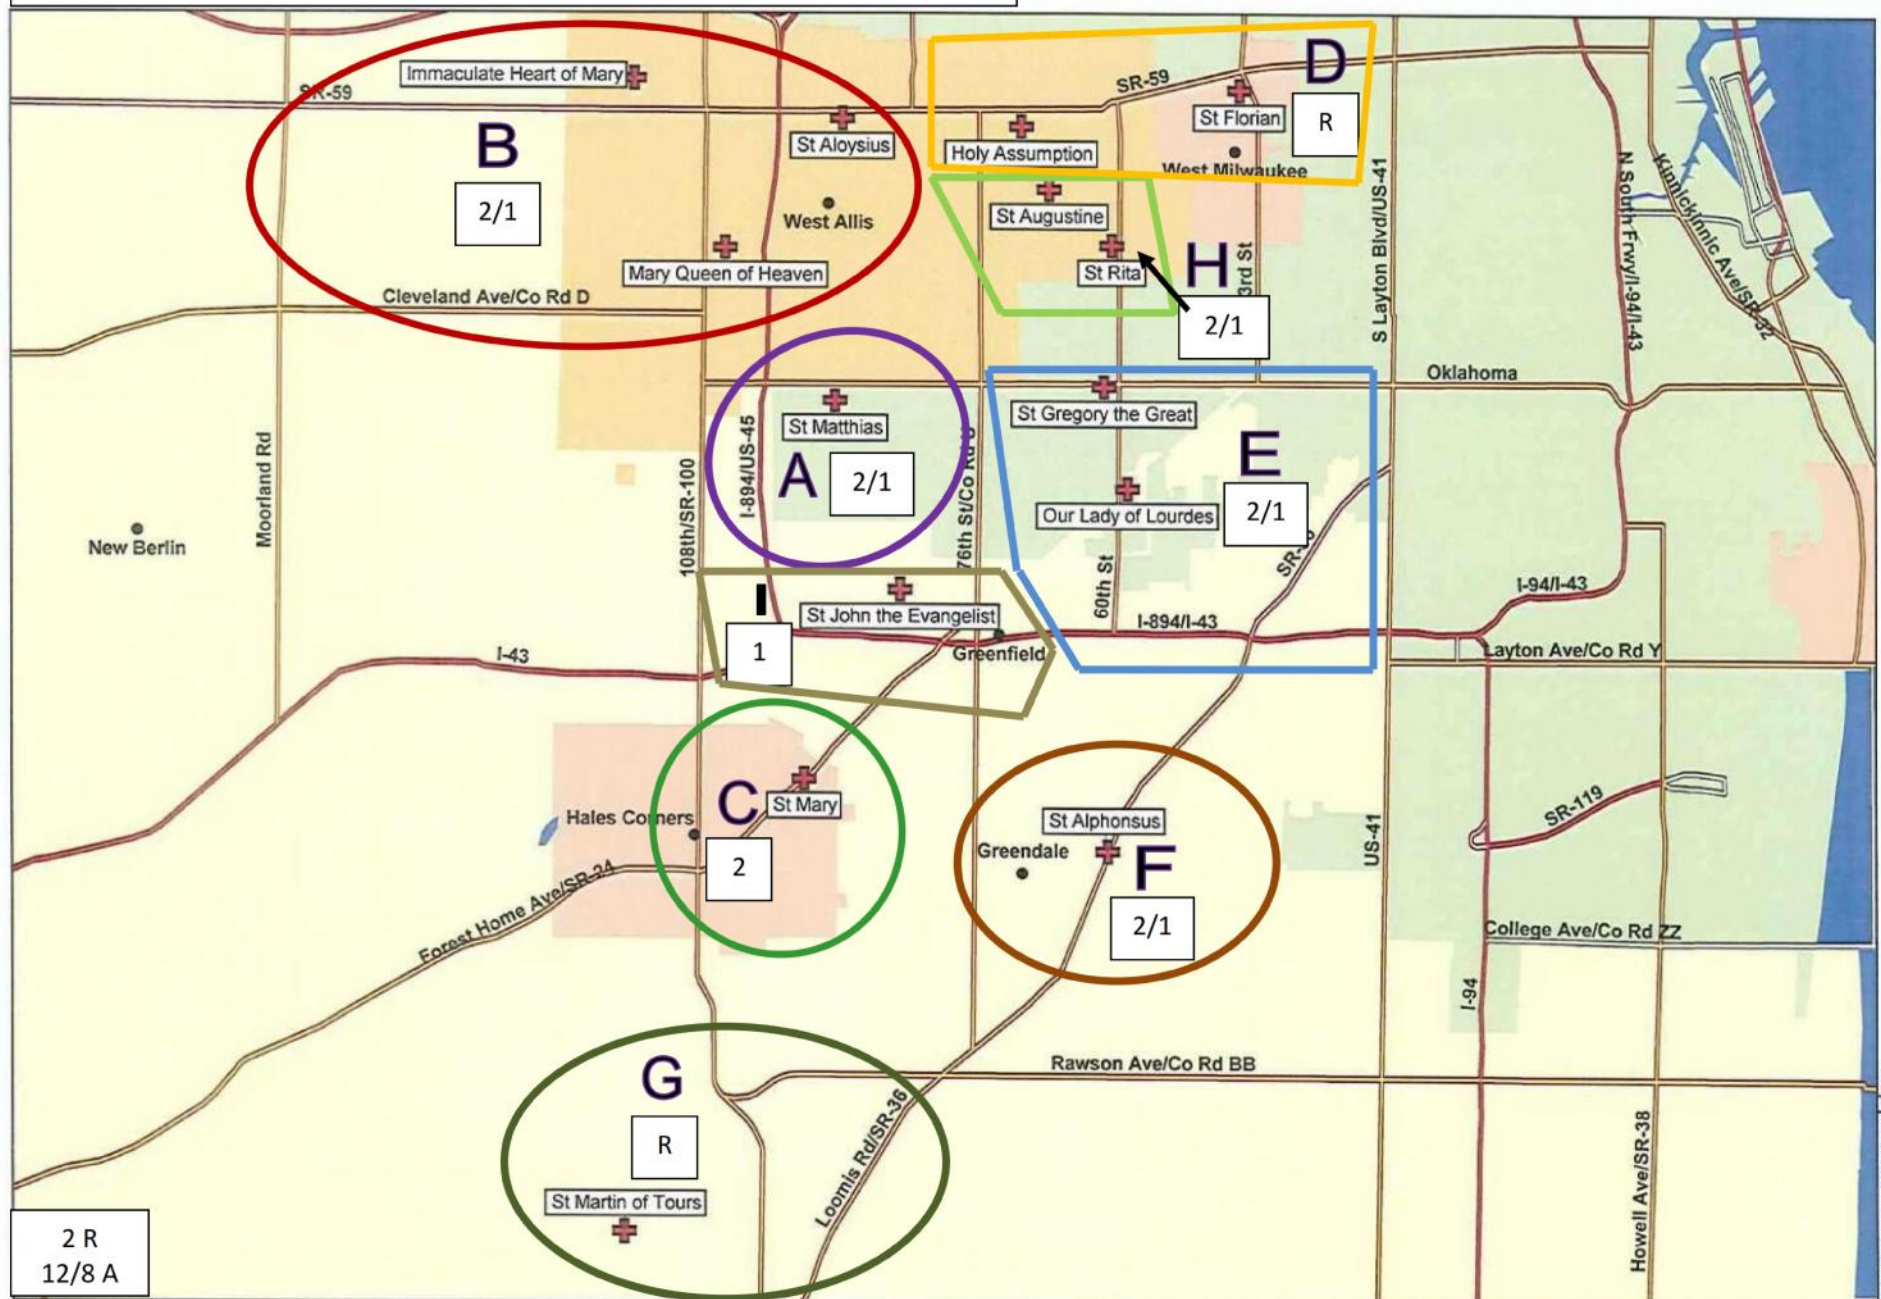 Immaculate Heart of Mary
SR-59
SR-59
D
St Florian
R
B
St Aloysius
Holy Assumption
West Milwaukee
2/1
West Allis
St Augustine
Mary Queen of Heaven
St Rita
H
3rd St
2/1
Cleveland Ave/Co Rd D
S Layton Blvd/US-41
N South Frwy/I-94/I-43
Kinnickinnic Ave/SR-32
Oklahoma
St Matthias
St Gregory the Great
A
2/1
E
2/1
Our Lady of Lourdes
Moorland Rd
108th/SR-100
I-894/US-45
76th St/Co Rd
60th St
New Berlin
I
St John the Evangelist
1
Greenfield
I-894/I-43
I-94/I-43
Layton Ave/Co Rd Y
I-43
C
St Mary
Hales Corners
2
St Alphonsus
Greendale
F
2/1
US-41
SR-119
Forest Home Ave/SR-24
College Ave/Co Rd ZZ
I-94
G
R
St Martin of Tours
Rawson Ave/Co Rd BB
Loomis Rd/SR-36
Howell Ave/SR-38
2 R
12/8 A